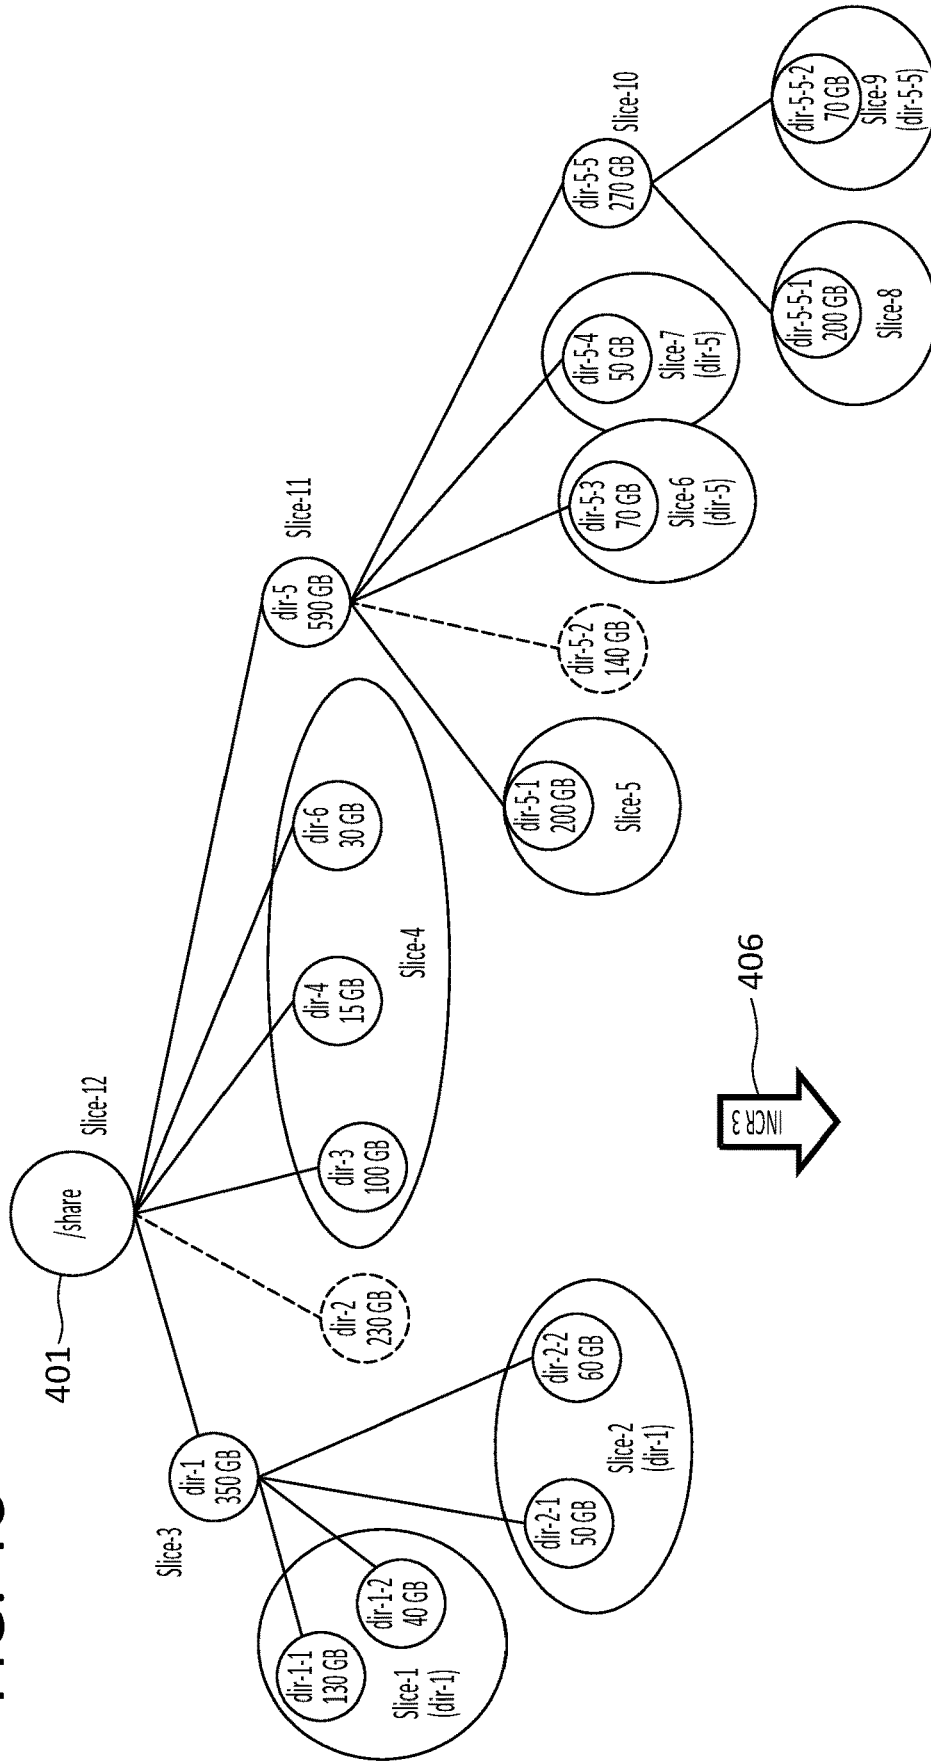 401
/share
Slice-12
Slice-3
dir-1
350 GB
dir-2
230 GB
dir-3
100 GB
dir-4
15 GB
dir-6
30 GB
Slice-4
dir-5
590 GB
Slice-11
dir-1-1
130 GB
dir-1-2
40 GB
Slice-1
(dir-1)
dir-2-1
50 GB
dir-2-2
60 GB
Slice-2
(dir-1)
dir-5-1
200 GB
Slice-5
dir-5-2
140 GB
dir-5-3
70 GB
Slice-6
(dir-5)
dir-5-4
50 GB
Slice-7
(dir-5)
dir-5-5
270 GB
Slice-10
dir-5-5-1
200 GB
Slice-8
dir-5-5-2
70 GB
Slice-9
(dir-5-5)
INCR 3
406